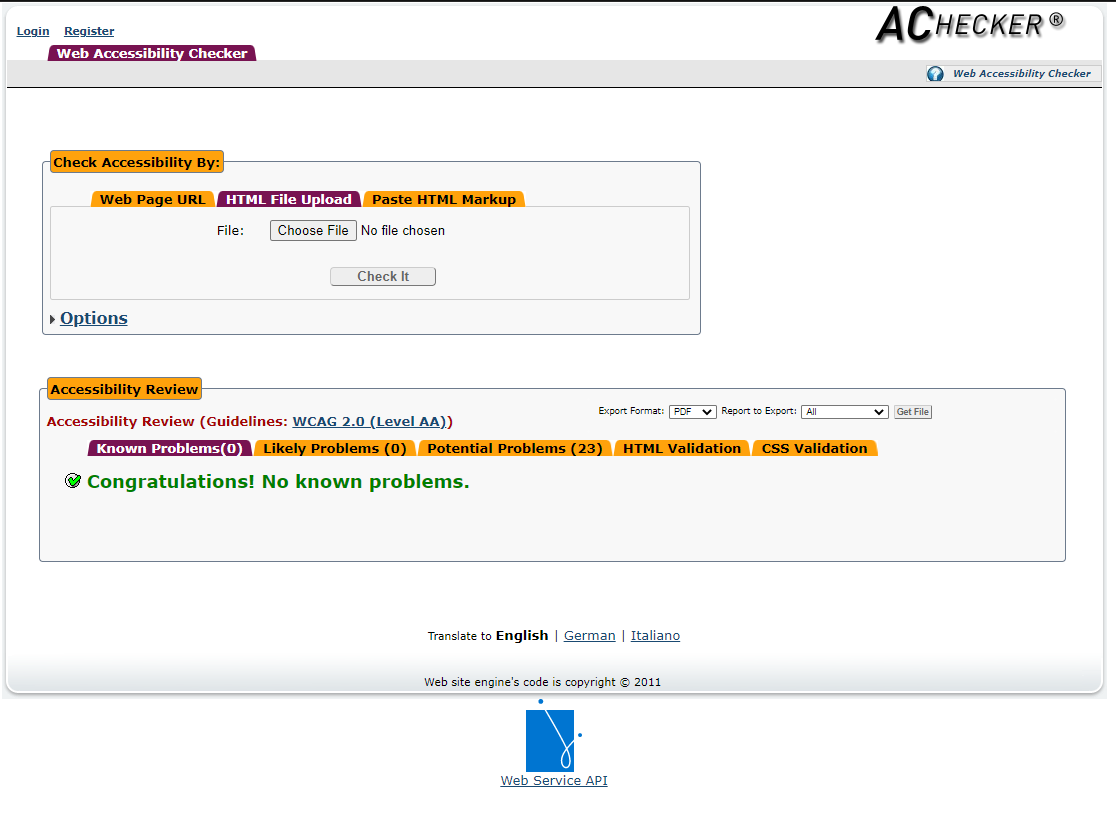 Login Register
ACHECKER ®
Web Accessibility Checker
Web Accessibility Checker
Check Accessibility By:
Web Page URL HTML File Upload Paste HTML Markup
File: Choose File No file chosen
Check It
Options
Accessibility Review
Export Format: PDF Report to Export: All Get File
Accessibility Review (Guidelines: WCAG 2.0 (Level AA))
Known Problems(0) Likely Problems (0) Potential Problems (23) HTML Validation CSS Validation
Congratulations! No known problems.
Translate to English | German | Italiano
Web site engine's code is copyright © 2011
Web Service API